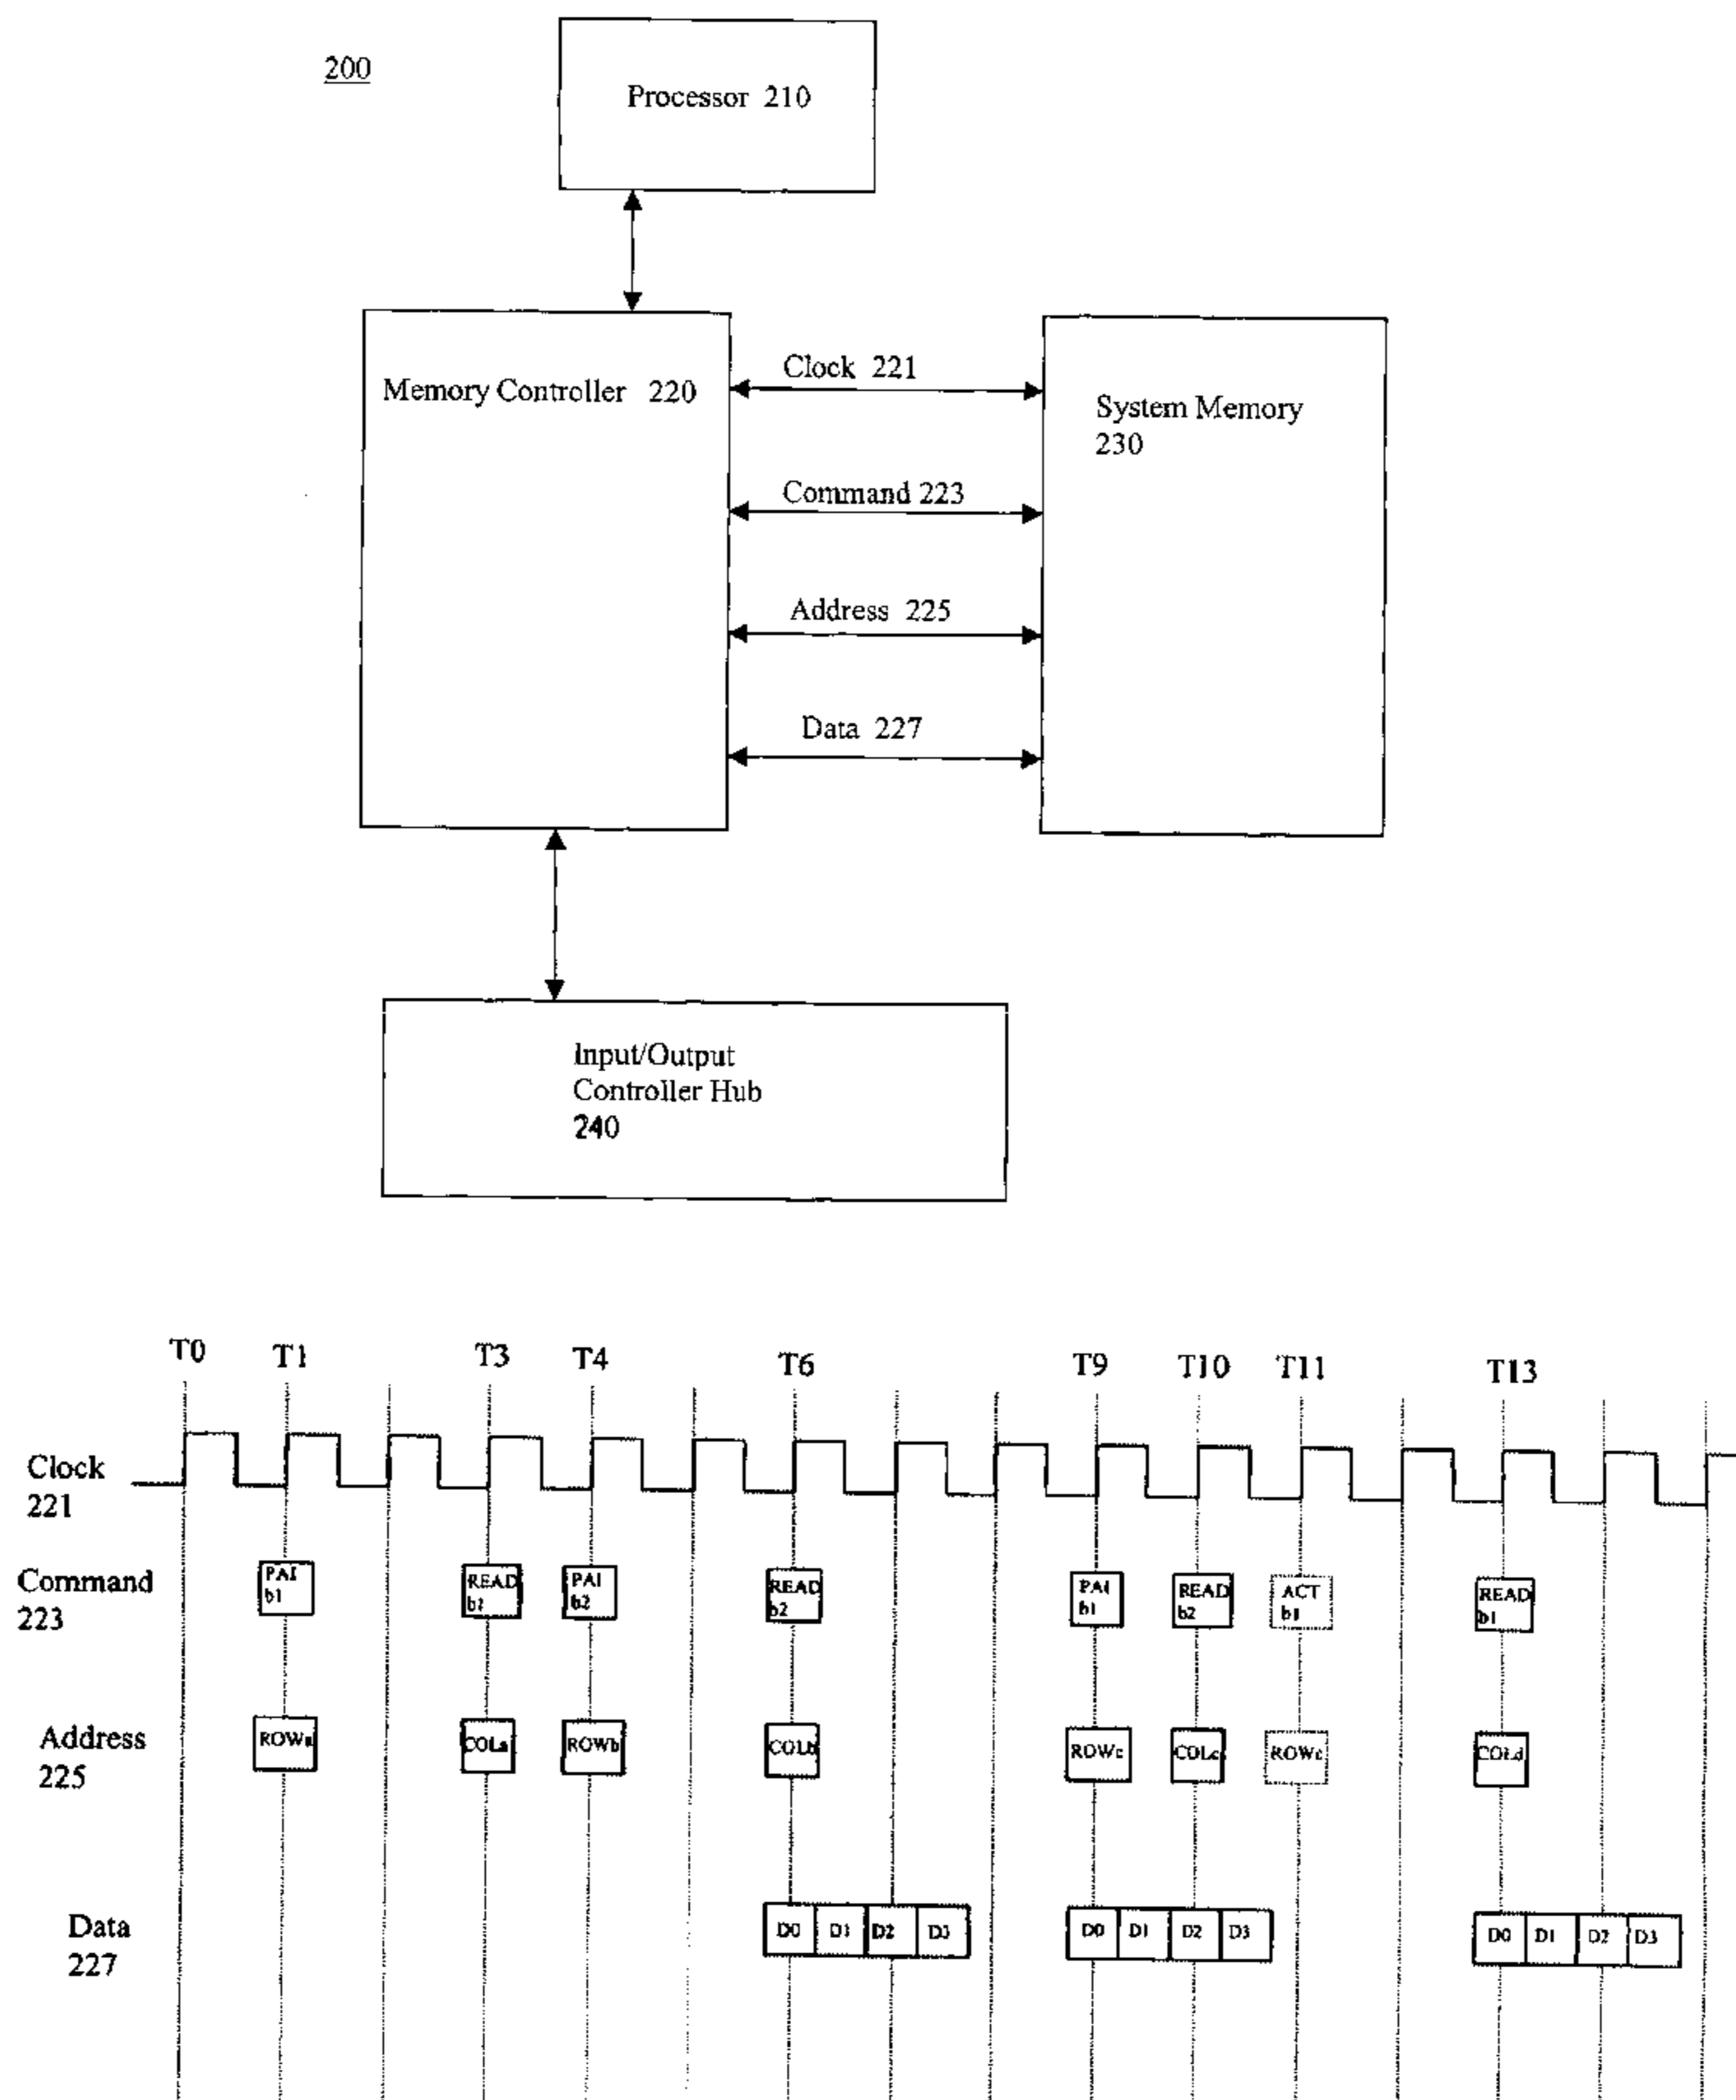 200
Processor 210
Memory Controller 220
Clock 221
Command 223
Address 225
Data 227
System Memory
230
Input/Output
Controller Hub
240
T0 T1 T3 T4 T6 T9 T10 T11 T13
Clock
221
Command
223
PAI
b1
READ
b1
PAI
b2
READ
b2
PAI
b1
READ
b2
ACT
b1
READ
b1
Address
225
ROWa COLa ROWb COLb ROWc COLc ROWc COLd
Data
227
D0 D1 D2 D3 D0 D1 D2 D3 D0 D1 D2 D3